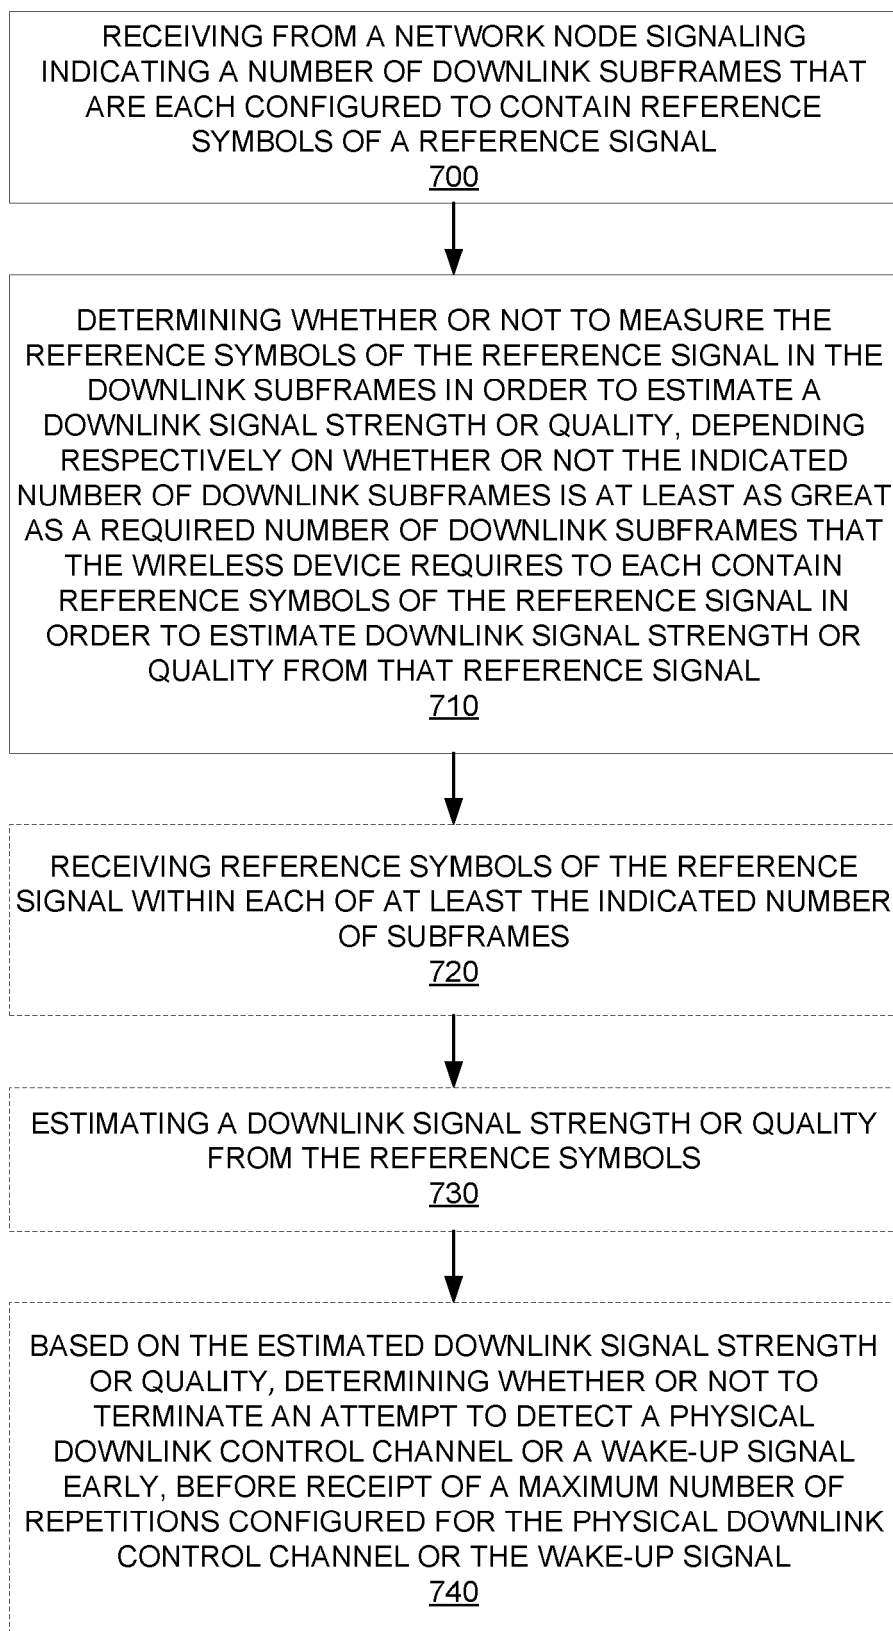 RECEIVING FROM A NETWORK NODE SIGNALING
INDICATING A NUMBER OF DOWNLINK SUBFRAMES THAT
ARE EACH CONFIGURED TO CONTAIN REFERENCE
SYMBOLS OF A REFERENCE SIGNAL
700
DETERMINING WHETHER OR NOT TO MEASURE THE
REFERENCE SYMBOLS OF THE REFERENCE SIGNAL IN THE
DOWNLINK SUBFRAMES IN ORDER TO ESTIMATE A
DOWNLINK SIGNAL STRENGTH OR QUALITY, DEPENDING
RESPECTIVELY ON WHETHER OR NOT THE INDICATED
NUMBER OF DOWNLINK SUBFRAMES IS AT LEAST AS GREAT
AS A REQUIRED NUMBER OF DOWNLINK SUBFRAMES THAT
THE WIRELESS DEVICE REQUIRES TO EACH CONTAIN
REFERENCE SYMBOLS OF THE REFERENCE SIGNAL IN
ORDER TO ESTIMATE DOWNLINK SIGNAL STRENGTH OR
QUALITY FROM THAT REFERENCE SIGNAL
710
RECEIVING REFERENCE SYMBOLS OF THE REFERENCE
SIGNAL WITHIN EACH OF AT LEAST THE INDICATED NUMBER
OF SUBFRAMES
720
ESTIMATING A DOWNLINK SIGNAL STRENGTH OR QUALITY
FROM THE REFERENCE SYMBOLS
730
BASED ON THE ESTIMATED DOWNLINK SIGNAL STRENGTH
OR QUALITY, DETERMINING WHETHER OR NOT TO
TERMINATE AN ATTEMPT TO DETECT A PHYSICAL
DOWNLINK CONTROL CHANNEL OR A WAKE-UP SIGNAL
EARLY, BEFORE RECEIPT OF A MAXIMUM NUMBER OF
REPETITIONS CONFIGURED FOR THE PHYSICAL DOWNLINK
CONTROL CHANNEL OR THE WAKE-UP SIGNAL
740